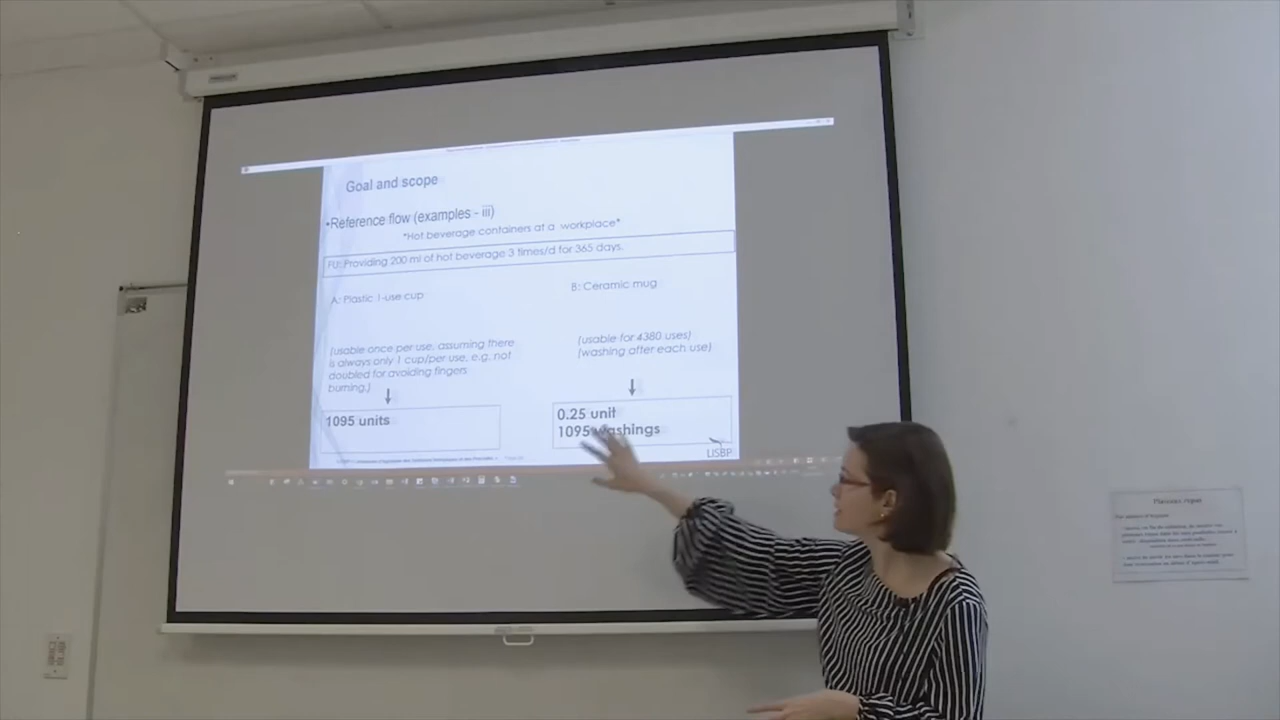 Goal and scope
•Reference flow (examples - iii)
*Hot beverage containers at a workplace*
FU: Providing 200 ml of hot beverage 3 times/d for 365 days.
A: Plastic 1-use cup
(usable once per use, assuming there
is always only 1 cup/per use, e.g. not
doubled for avoiding fingers
burning.)
1095 units
B: Ceramic mug
(usable for 4380 uses)
(washing after each use)
0.25 unit
1095 washings
LISBP